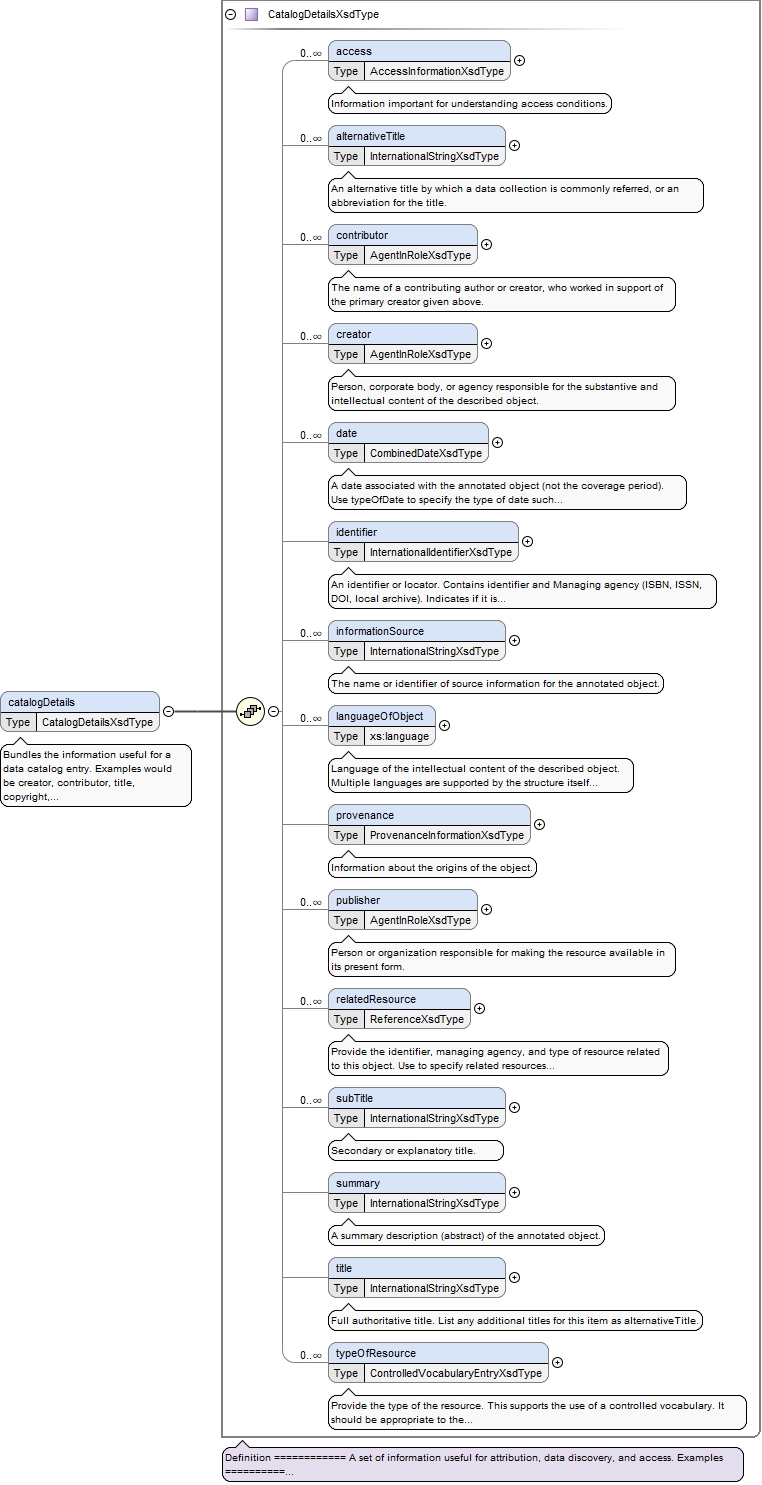 CatalogDetailsXsdType
0..∞
access
Type AccessInformationXsdType
Information important for understanding access conditions.
0..∞
alternativeTitle
Type InternationalStringXsdType
An alternative title by which a data collection is commonly referred, or an
abbreviation for the title.
0..∞
contributor
Type AgentInRoleXsdType
The name of a contributing author or creator, who worked in support of
the primary creator given above.
0..∞
creator
Type AgentInRoleXsdType
Person, corporate body, or agency responsible for the substantive and
intellectual content of the described object.
0..∞
date
Type CombinedDateXsdType
A date associated with the annotated object (not the coverage period).
Use typeOfDate to specify the type of date such...
identifier
Type InternationalIdentifierXsdType
An identifier or locator. Contains identifier and Managing agency (ISBN, ISSN,
DOI, local archive). Indicates if it is...
0..∞
informationSource
Type InternationalStringXsdType
The name or identifier of source information for the annotated object.
catalogDetails
Type CatalogDetailsXsdType
Bundles the information useful for a
data catalog entry. Examples would
be creator, contributor, title,
copyright,...
0..∞
languageOfObject
Type xs:language
Language of the intellectual content of the described object.
Multiple languages are supported by the structure itself...
provenance
Type ProvenanceInformationXsdType
Information about the origins of the object.
0..∞
publisher
Type AgentInRoleXsdType
Person or organization responsible for making the resource available in
its present form.
0..∞
relatedResource
Type ReferenceXsdType
Provide the identifier, managing agency, and type of resource related
to this object. Use to specify related resources...
0..∞
subTitle
Type InternationalStringXsdType
Secondary or explanatory title.
summary
Type InternationalStringXsdType
A summary description (abstract) of the annotated object.
title
Type InternationalStringXsdType
Full authoritative title. List any additional titles for this item as alternativeTitle.
0..∞
typeOfResource
Type ControlledVocabularyEntryXsdType
Provide the type of the resource. This supports the use of a controlled vocabulary. It
should be appropriate to the...
Definition ============ A set of information useful for attribution, data discovery, and access. Examples
==========...